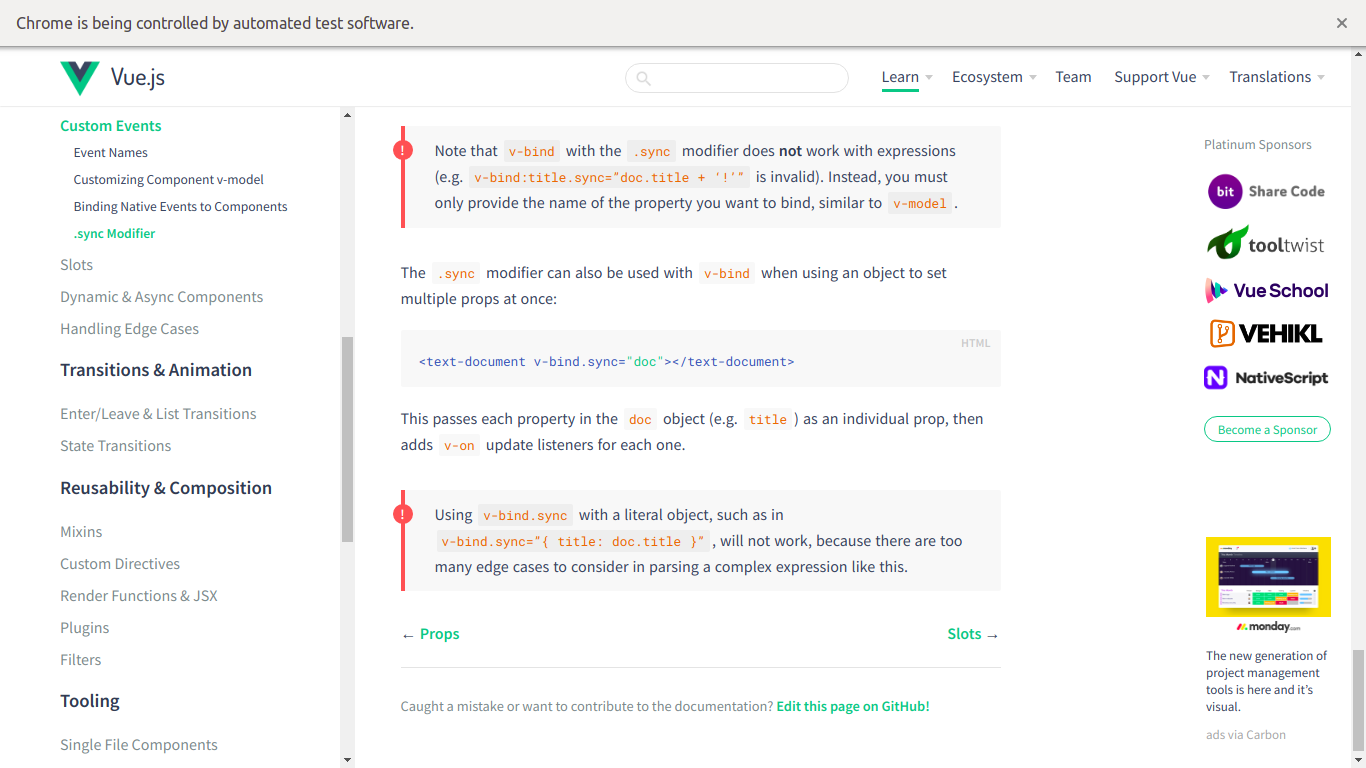 Chrome is being controlled by automated test software.
Vue.js
Learn
Ecosystem
Team
Support Vue
Translations
Custom Events
Event Names
Customizing Component v-model
Binding Native Events to Components
.sync Modifier
Slots
Dynamic & Async Components
Handling Edge Cases
Transitions & Animation
Enter/Leave & List Transitions
State Transitions
Reusability & Composition
Mixins
Custom Directives
Render Functions & JSX
Plugins
Filters
Tooling
Single File Components
!
Note that v-bind with the .sync modifier does not work with expressions
(e.g. v-bind:title.sync="doc.title + '!'" is invalid). Instead, you must
only provide the name of the property you want to bind, similar to v-model .
The .sync modifier can also be used with v-bind when using an object to set
multiple props at once:
HTML
<text-document v-bind.sync="doc"></text-document>
This passes each property in the doc object (e.g. title ) as an individual prop, then
adds v-on update listeners for each one.
!
Using v-bind.sync with a literal object, such as in
v-bind.sync="{ title: doc.title }" , will not work, because there are too
many edge cases to consider in parsing a complex expression like this.
← Props
Slots →
Caught a mistake or want to contribute to the documentation? Edit this page on GitHub!
Platinum Sponsors
bit Share Code
tooltwist
Vue School
VEHIKL
NativeScript
Become a Sponsor
monday.com
The new generation of
project management
tools is here and it's
visual.
ads via Carbon